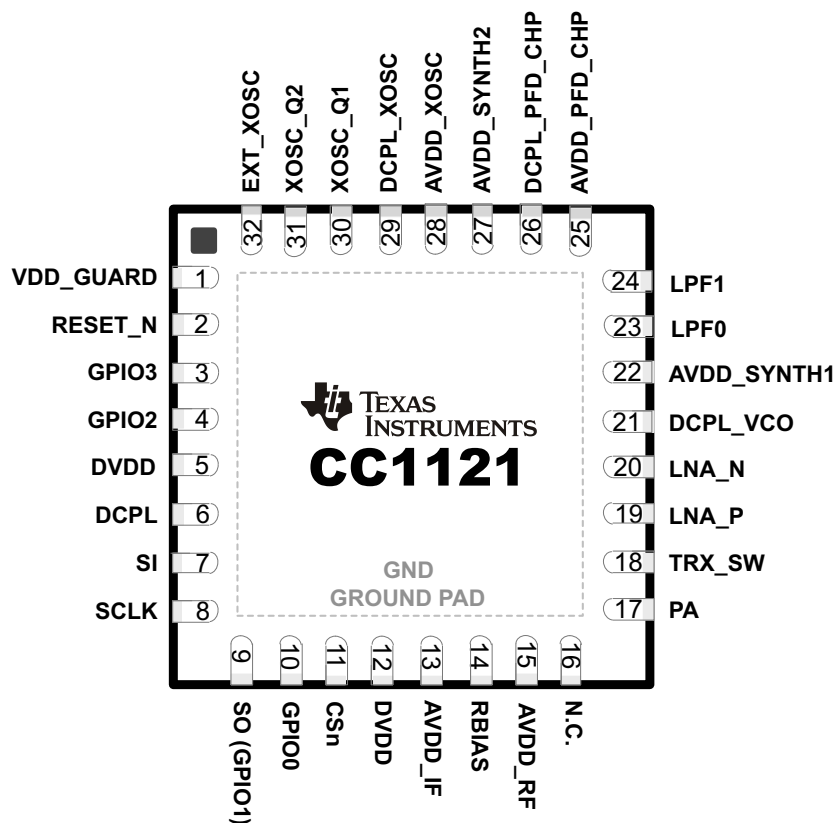 EXT_XOSC
XOSC_Q2
XOSC_Q1
DCPL_XOSC
AVDD_XOSC
AVDD_SYNTH2
DCPL_PFD_CHP
AVDD_PFD_CHP
32
31
30
29
28
27
26
25
VDD_GUARD 1
RESET_N 2
GPIO3 3
GPIO2 4
DVDD 5
DCPL 6
SI 7
SCLK 8
24 LPF1
23 LPF0
22 AVDD_SYNTH1
21 DCPL_VCO
20 LNA_N
19 LNA_P
18 TRX_SW
17 PA
TEXAS
INSTRUMENTS
CC1121
GND
GROUND PAD
9
10
11
12
13
14
15
16
SO (GPIO1)
GPIO0
CSn
DVDD
AVDD_IF
RBIAS
AVDD_RF
N.C.